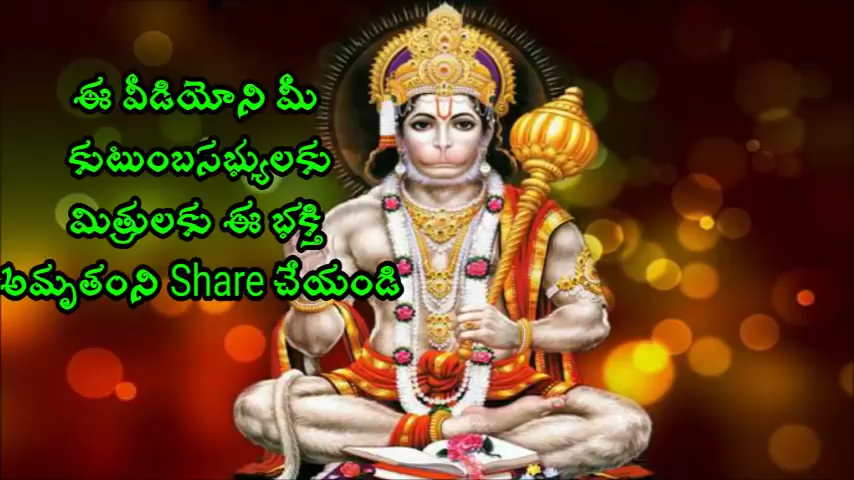 ఈ వీడియోని మీ
కుటుంబసభ్యులకు
మిత్రులకు ఈ భక్తి
అమృతంని Share చేయండి